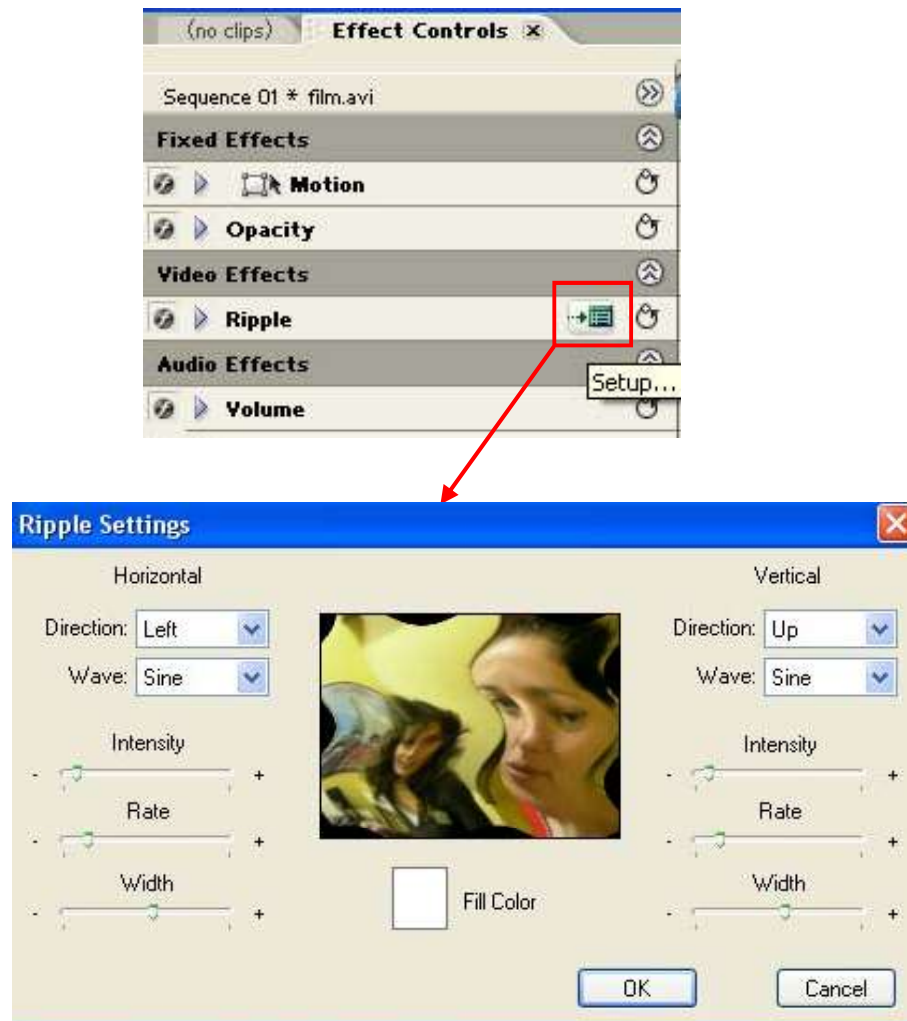 (no clips) Effect Controls x
Sequence 01 * film.avi
Fixed Effects
Motion
Opacity
Video Effects
Ripple
Audio Effects
Setup...
Volume
Ripple Settings
Horizontal Vertical
Direction: Left Direction: Up
Wave: Sine Wave: Sine
Intensity Intensity
- + - +
Rate Rate
- + - +
Width Width
- + - +
Fill Color
OK Cancel